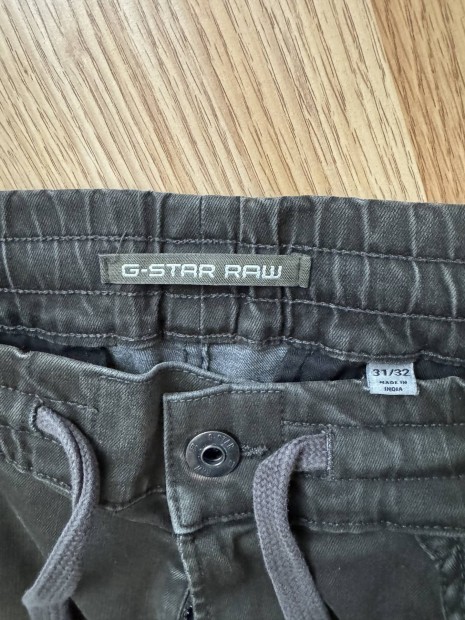 G-STAR RAW
31/32
MADE IN
INDIA